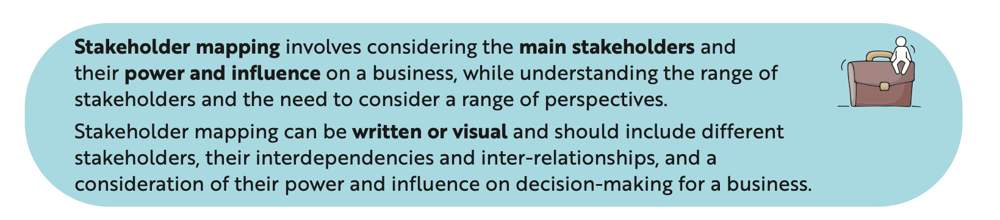 Stakeholder mapping involves considering the main stakeholders and
their power and influence on a business, while understanding the range of
stakeholders and the need to consider a range of perspectives.
Stakeholder mapping can be written or visual and should include different
stakeholders, their interdependencies and inter-relationships, and a
consideration of their power and influence on decision-making for a business.